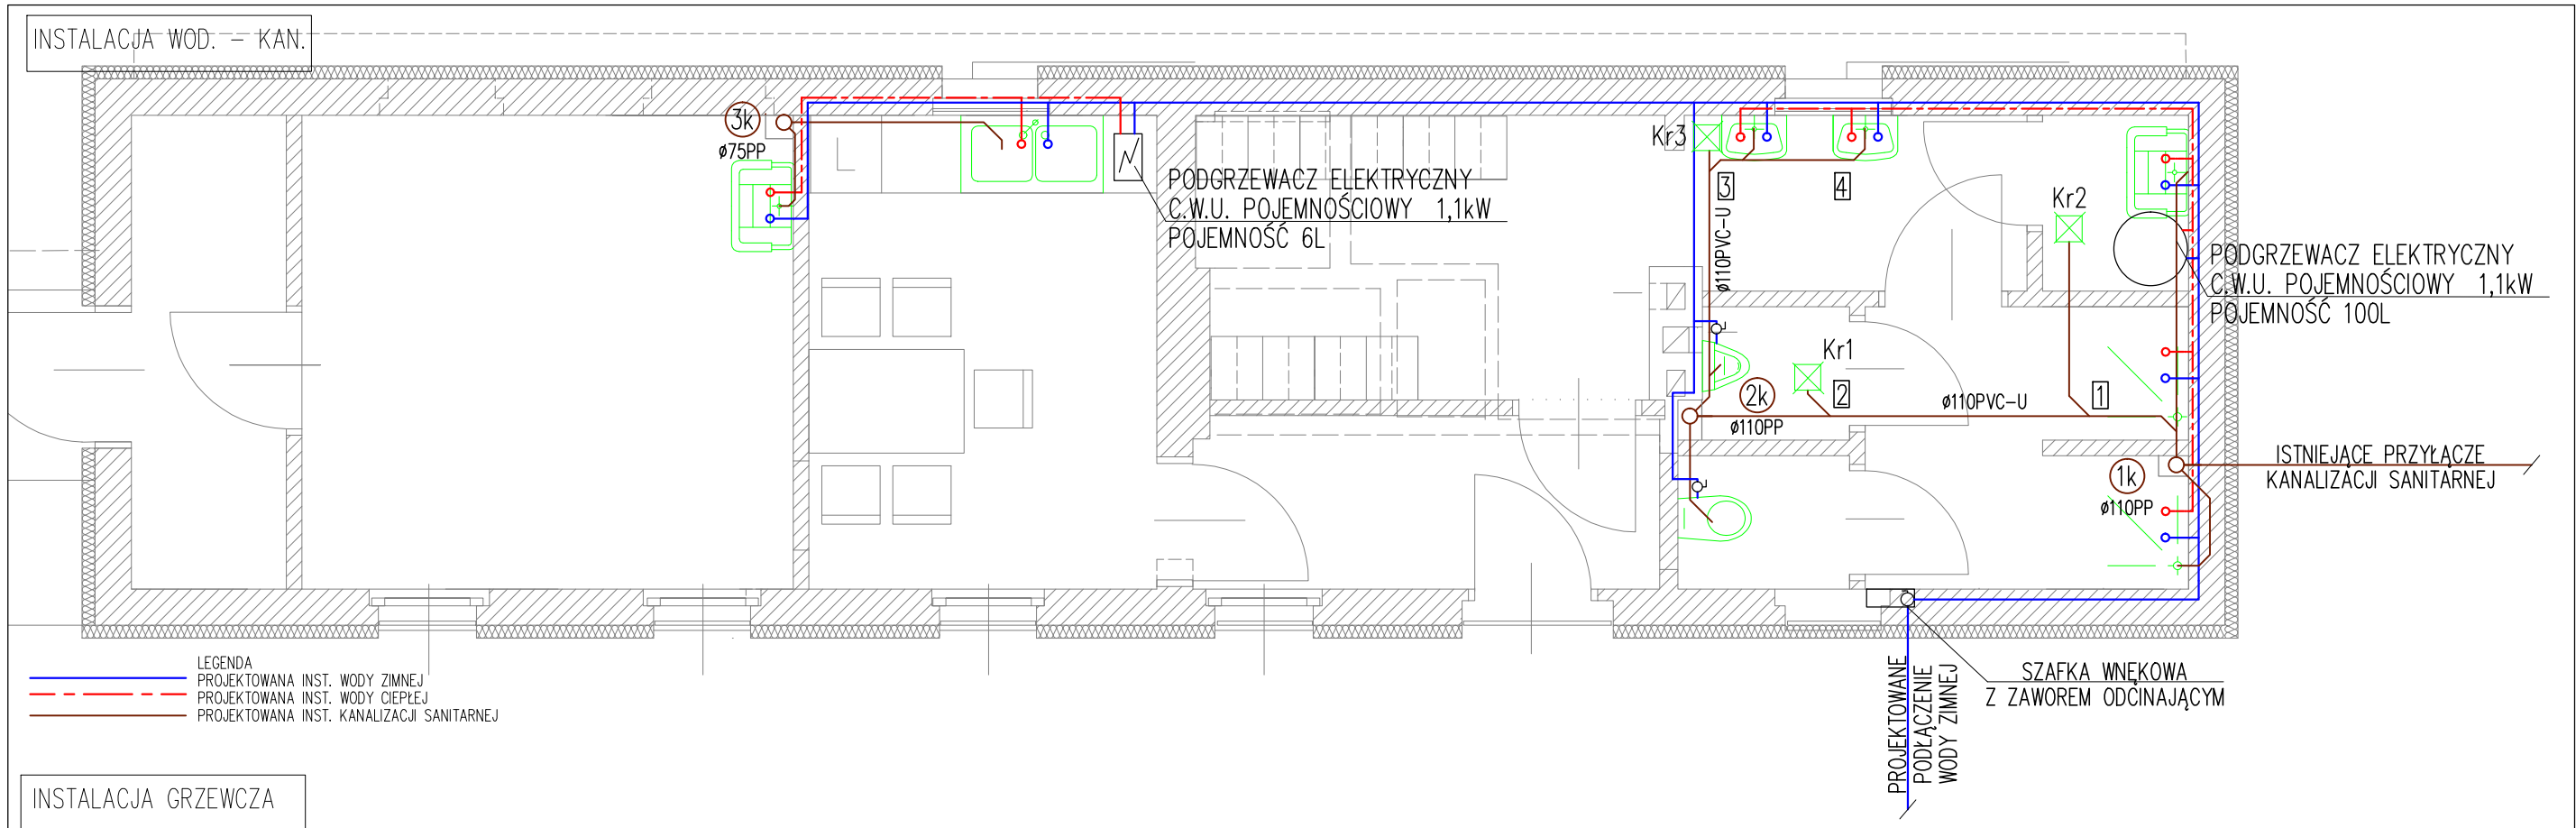 INSTALACJA WOD. – KAN.
3k
ø75PP
PODGRZEWACZ ELEKTRYCZNY
C.W.U. POJEMNOŚCIOWY 1,1kW
POJEMNOŚĆ 6L
Kr3
3
4
ø110PVC–U
Kr2
PODGRZEWACZ ELEKTRYCZNY
C.W.U. POJEMNOŚCIOWY 1,1kW
POJEMNOŚĆ 100L
Kr1
2k
ø110PP
2
ø110PVC–U
1
ISTNIEJĄCE PRZYŁĄCZE
KANALIZACJI SANITARNEJ
1k
ø110PP
LEGENDA
PROJEKTOWANA INST. WODY ZIMNEJ
PROJEKTOWANA INST. WODY CIEPŁEJ
PROJEKTOWANA INST. KANALIZACJI SANITARNEJ
PROJEKTOWANE
PODŁĄCZENIE
WODY ZIMNEJ
SZAFKA WNĘKOWA
Z ZAWOREM ODCINAJĄCYM
INSTALACJA GRZEWCZA